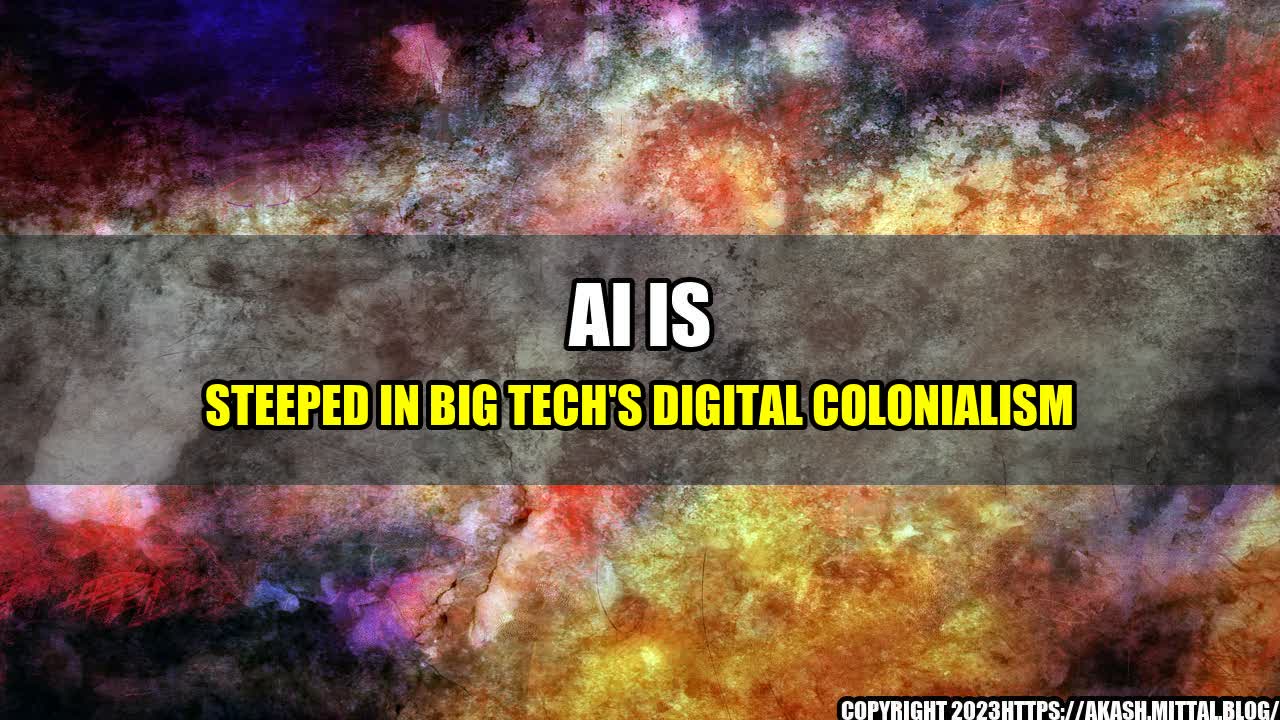 AI IS
STEEPED IN BIG TECH'S DIGITAL COLONIALISM
COPYRIGHT 2023HTTPS://AKASH.MITTAL.BLOG/